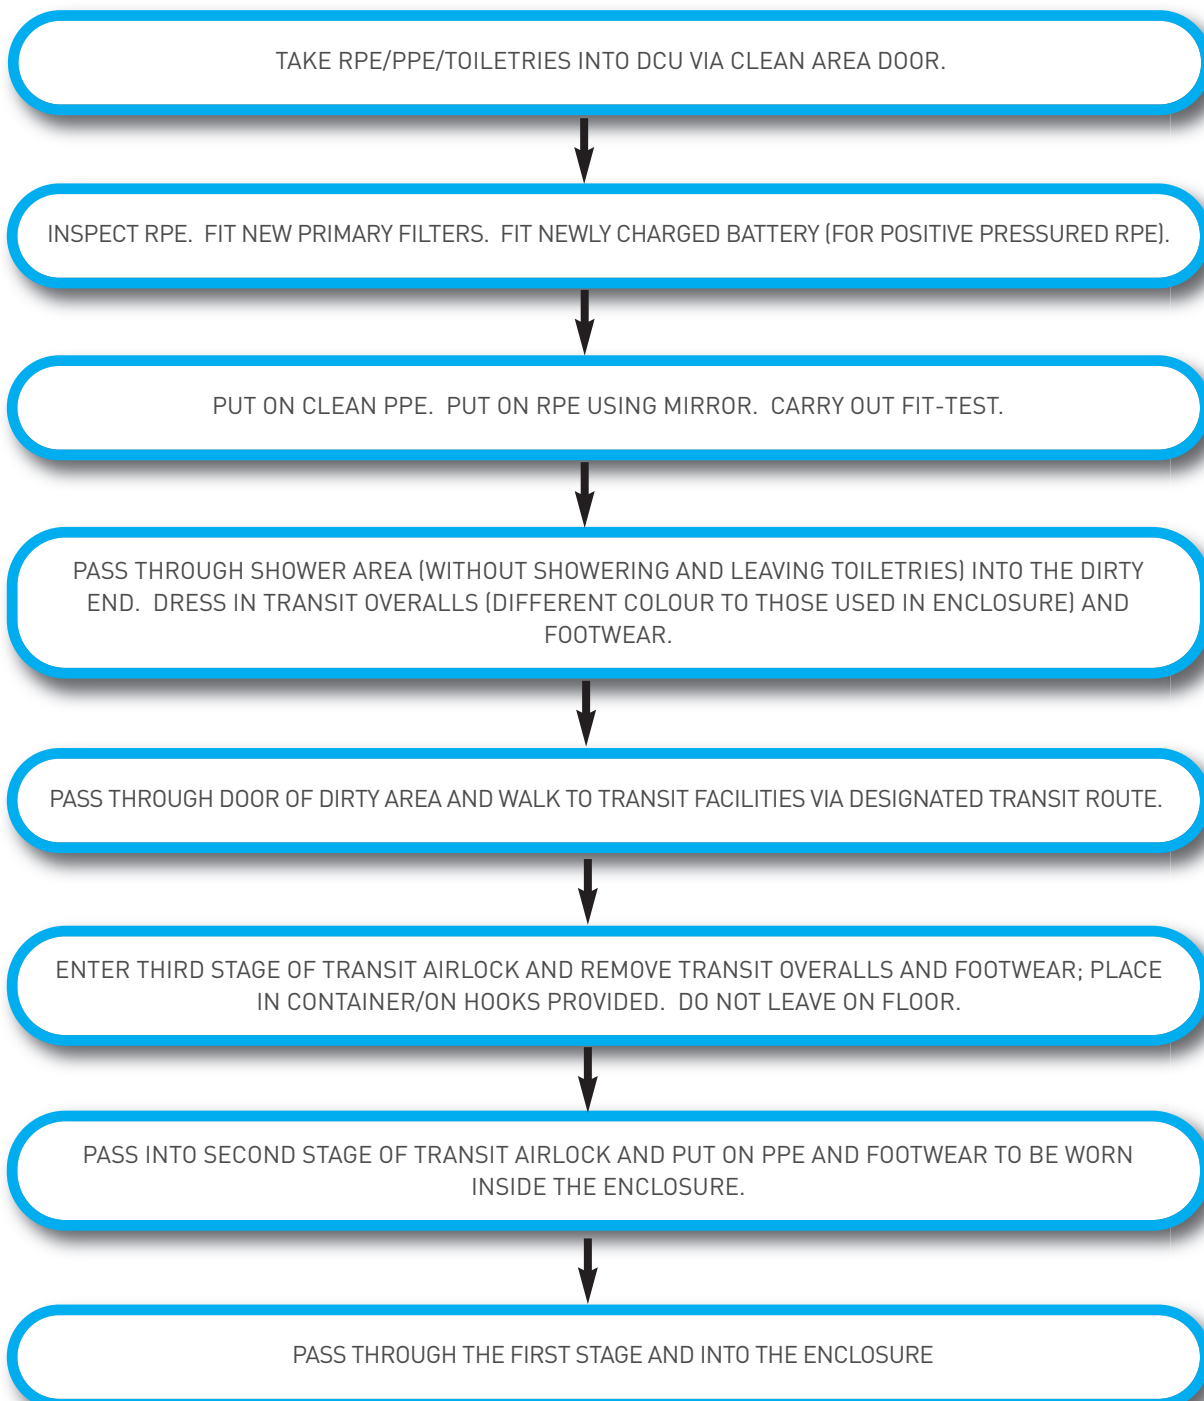 TAKE RPE/PPE/TOILETRIES INTO DCU VIA CLEAN AREA DOOR.
INSPECT RPE. FIT NEW PRIMARY FILTERS. FIT NEWLY CHARGED BATTERY (FOR POSITIVE PRESSURED RPE).
PUT ON CLEAN PPE. PUT ON RPE USING MIRROR. CARRY OUT FIT-TEST.
PASS THROUGH SHOWER AREA (WITHOUT SHOWERING AND LEAVING TOILETRIES) INTO THE DIRTY
END. DRESS IN TRANSIT OVERALLS (DIFFERENT COLOUR TO THOSE USED IN ENCLOSURE) AND
FOOTWEAR.
PASS THROUGH DOOR OF DIRTY AREA AND WALK TO TRANSIT FACILITIES VIA DESIGNATED TRANSIT ROUTE.
ENTER THIRD STAGE OF TRANSIT AIRLOCK AND REMOVE TRANSIT OVERALLS AND FOOTWEAR; PLACE
IN CONTAINER/ON HOOKS PROVIDED. DO NOT LEAVE ON FLOOR.
PASS INTO SECOND STAGE OF TRANSIT AIRLOCK AND PUT ON PPE AND FOOTWEAR TO BE WORN
INSIDE THE ENCLOSURE.
PASS THROUGH THE FIRST STAGE AND INTO THE ENCLOSURE